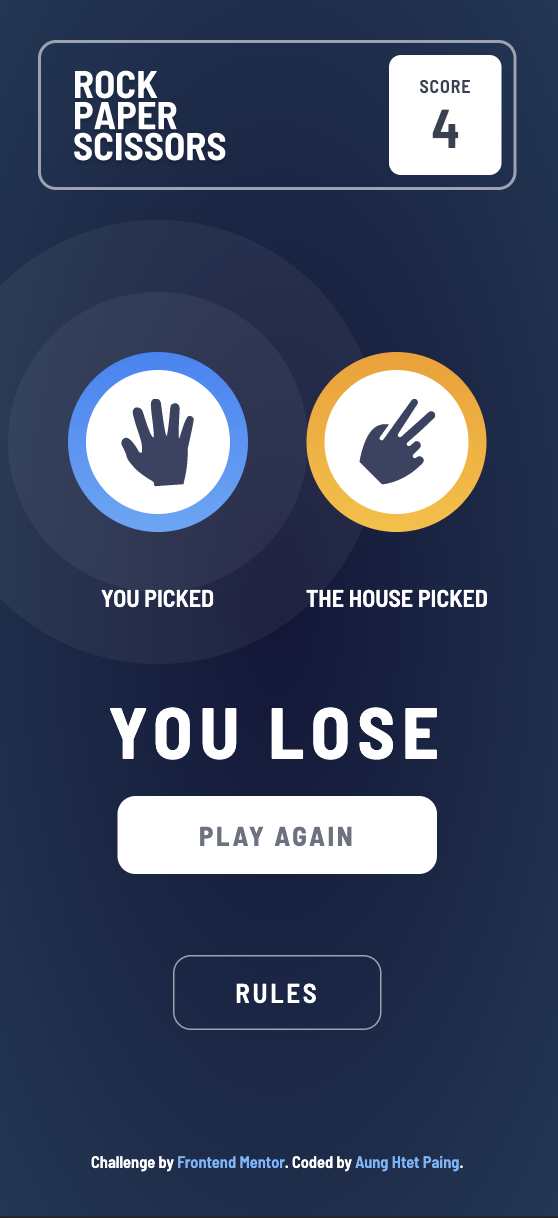 ROCK
PAPER
SCISSORS
SCORE
4
YOU PICKED
THE HOUSE PICKED
YOU LOSE
PLAY AGAIN
RULES
Challenge by Frontend Mentor. Coded by Aung Htet Paing.